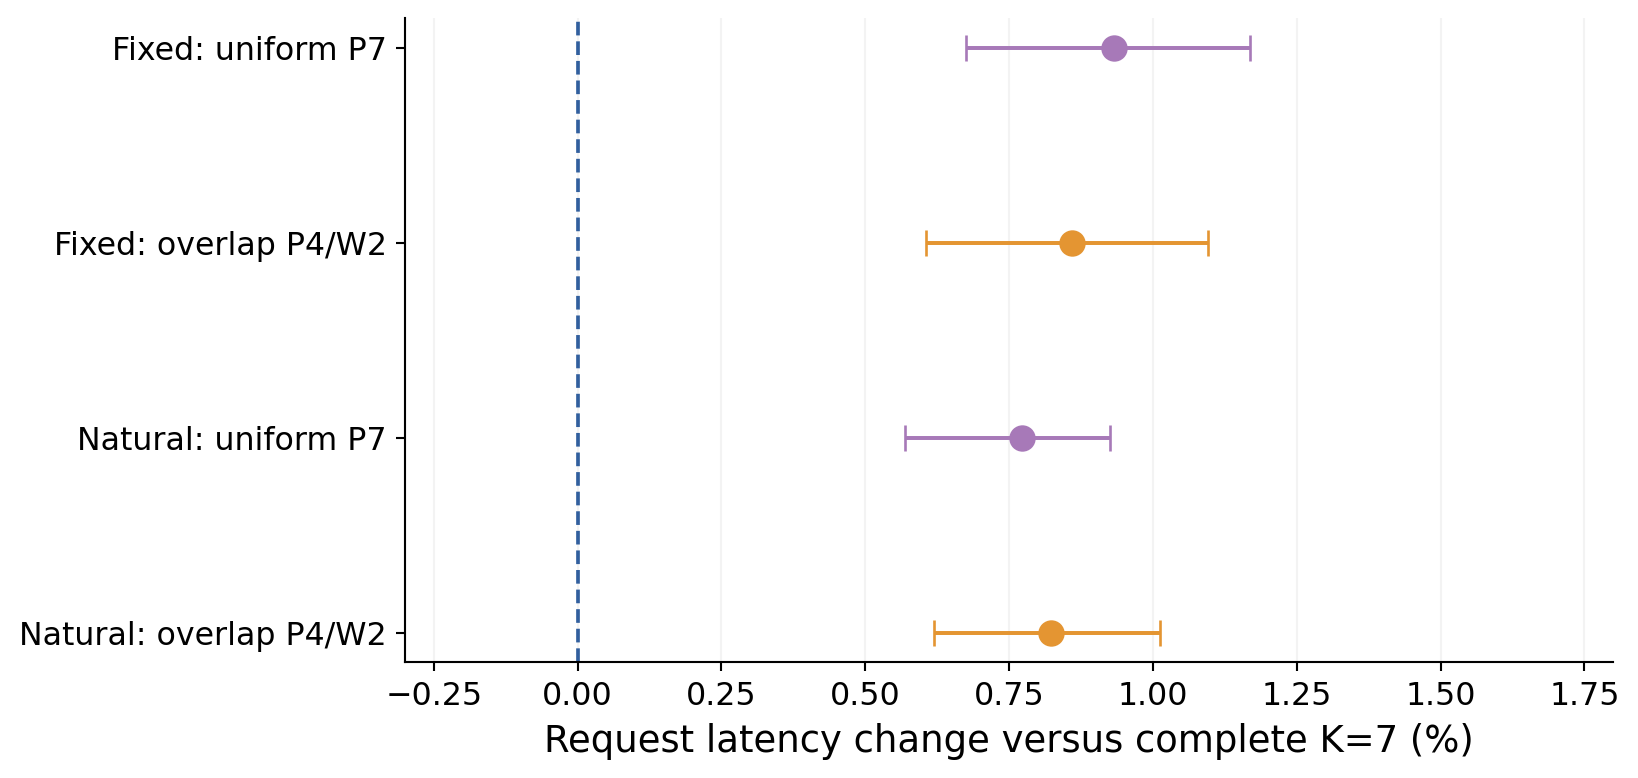 Fixed: uniform P7
Fixed: overlap P4/W2
Natural: uniform P7
Natural: overlap P4/W2
−0.25 0.00 0.25 0.50 0.75 1.00 1.25 1.50 1.75
Request latency change versus complete K=7 (%)